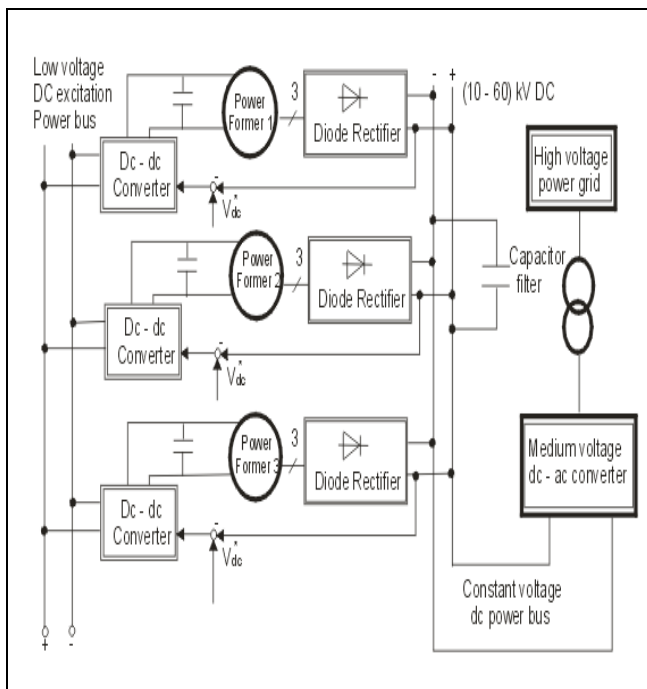 Low voltage
DC excitation
Power bus
Power
Former 1
3
Diode Rectifier
- +
(10 - 60) kV DC
High voltage
power grid
Dc - dc
Converter
-
V*dc
Power
Former 2
3
Diode Rectifier
Capacitor
filter
Dc - dc
Converter
-
V*dc
Power
Former 3
3
Diode Rectifier
Medium voltage
dc - ac converter
Dc - dc
Converter
-
V*dc
Constant voltage
dc power bus
+ -